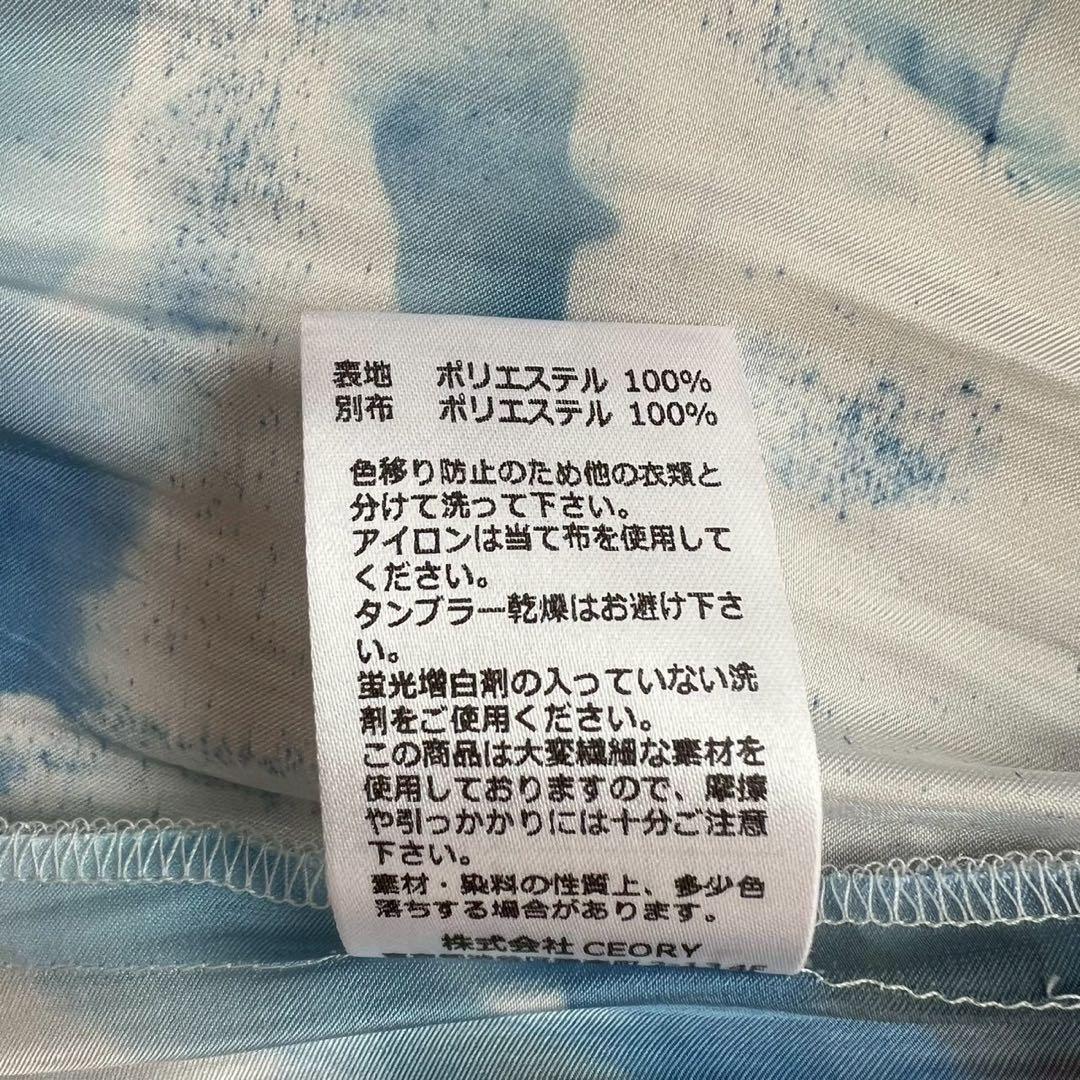 表地 ポリエステル 100%
別布 ポリエステル 100%
色移り防止のため他の衣類と
分けて洗って下さい。
アイロンは当て布を使用して
ください。
タンブラー乾燥はお避け下さ
い。
蛍光増白剤の入っていない洗
剤をご使用ください。
この商品は大変繊細な素材を
使用しておりますので、摩擦
や引っかかりには十分ご注意
下さい。
素材・染料の性質上、多少色
落ちする場合があります。
株式会社 CEORY